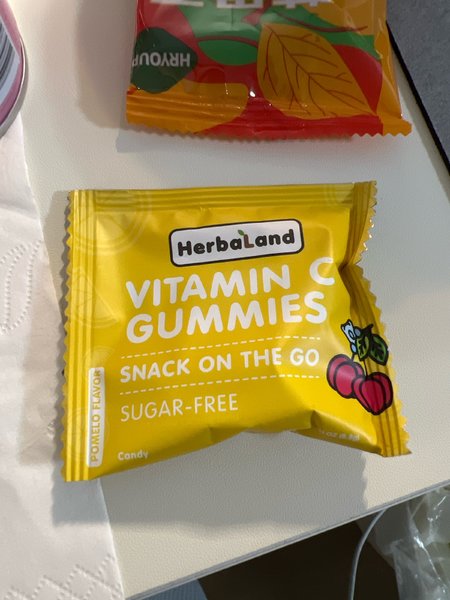 HRYOUP
HerbaLand
VITAMIN C
GUMMIES
SNACK ON THE GO
SUGAR-FREE
POMELO FLAVOR
Candy